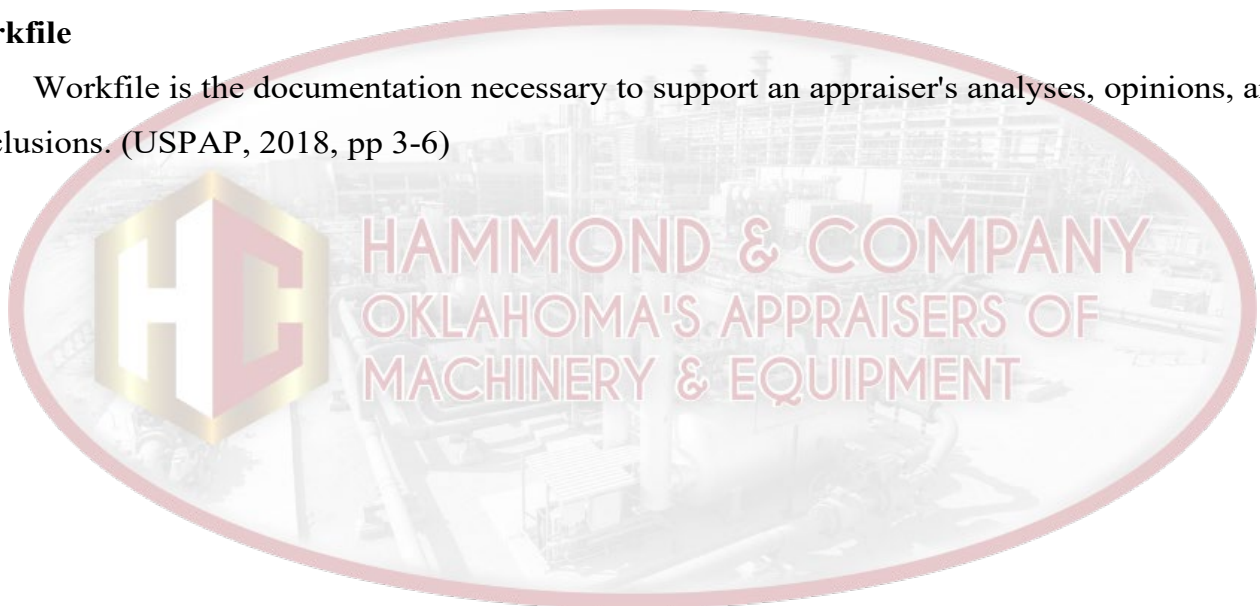 rkfile
Workfile is the documentation necessary to support an appraiser's analyses, opinions, a
clusions. (USPAP, 2018, pp 3-6)
HC
HAMMOND & COMPANY
OKLAHOMA'S APPRAISERS OF
MACHINERY & EQUIPMENT